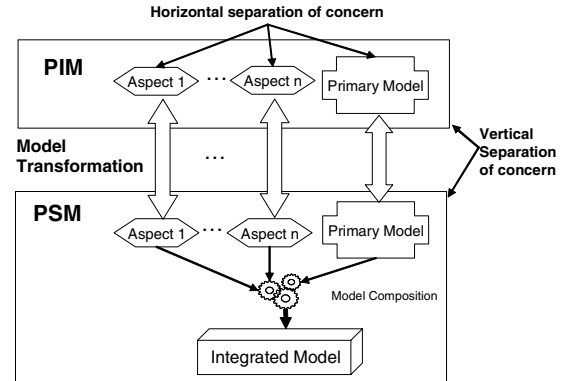 Horizontal separation of concern
PIM
Aspect 1
...
Aspect n
Primary Model
Model
Transformation
...
Vertical
Separation
of concern
PSM
Aspect 1
...
Aspect n
Primary Model
Model Composition
Integrated Model